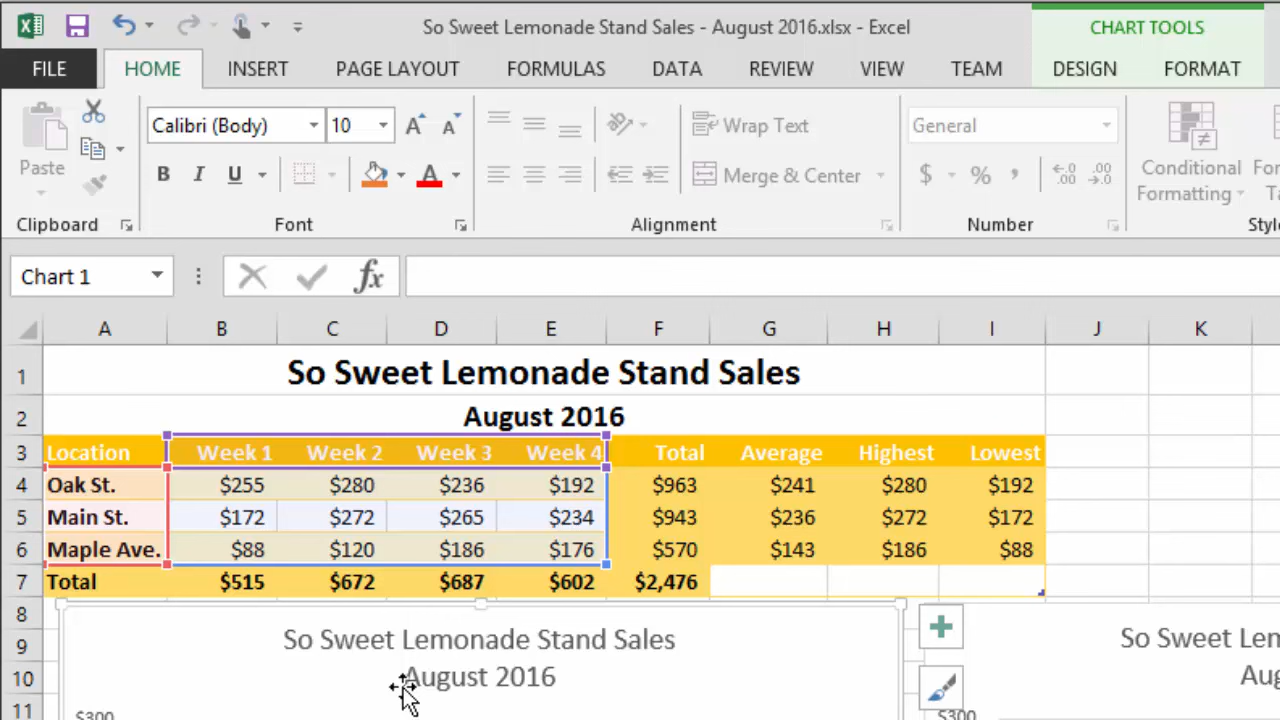 So Sweet Lemonade Stand Sales - August 2016.xlsx - Excel
CHART TOOLS
FILE HOME INSERT PAGE LAYOUT FORMULAS DATA REVIEW VIEW TEAM DESIGN FORMAT
Calibri (Body) 10 A A Wrap Text General
Paste B I U A Merge & Center $ % , .00 .00 Conditional
Formatting
Clipboard Font Alignment Number
Chart 1 fx
A B C D E F G H I J K
1 So Sweet Lemonade Stand Sales
2 August 2016
3 Location Week 1 Week 2 Week 3 Week 4 Total Average Highest Lowest
4 Oak St. $255 $280 $236 $192 $963 $241 $280 $192
5 Main St. $172 $272 $265 $234 $943 $236 $272 $172
6 Maple Ave. $88 $120 $186 $176 $570 $143 $186 $88
7 Total $515 $672 $687 $602 $2,476
8
9 So Sweet Lemonade Stand Sales So Sweet
10 August 2016
11 $300 $300